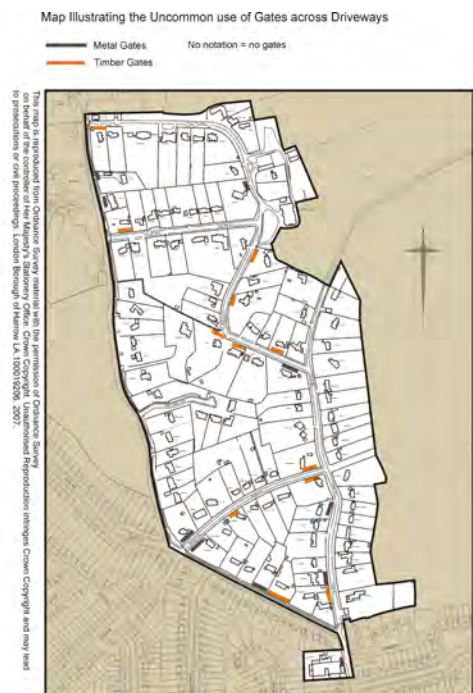 Map Illustrating the Uncommon use of Gates across Driveways
Metal Gates
No notation = no gates
Timber Gates
This map is reproduced from Ordnance Survey material with the permission of Ordnance Survey
on behalf of the controller of Her Majesty's Stationery Office. Crown Copyright. Unauthorised Reproduction infringes Crown Copyright and may lead
to prosecutions or civil proceedings. London Borough of Harrow LA.100019206. 2007.